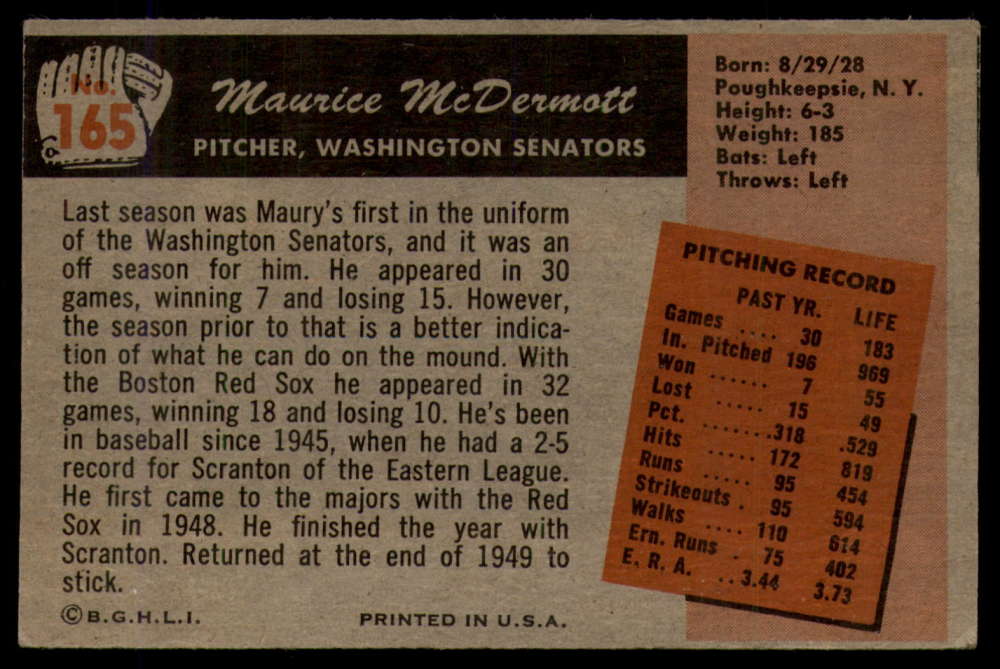 No.
165
Maurice McDermott
PITCHER, WASHINGTON SENATORS
Born: 8/29/28
Poughkeepsie, N. Y.
Height: 6-3
Weight: 185
Bats: Left
Throws: Left
Last season was Maury's first in the uniform
of the Washington Senators, and it was an
off season for him. He appeared in 30
games, winning 7 and losing 15. However,
the season prior to that is a better indica-
tion of what he can do on the mound. With
the Boston Red Sox he appeared in 32
games, winning 18 and losing 10. He's been
in baseball since 1945, when he had a 2-5
record for Scranton of the Eastern League.
He first came to the majors with the Red
Sox in 1948. He finished the year with
Scranton. Returned at the end of 1949 to
stick.
PITCHING RECORD
PAST YR. LIFE
Games .... 30 183
In. Pitched 196 969
Won ...... 7 55
Lost ..... 15 49
Pct. .......318 .529
Hits ..... 172 819
Runs ..... 95 454
Strikeouts . 95 594
Walks .... 110 614
Ern. Runs . 75 402
E. R. A. ..3.44 3.73
©B.G.H.L.I.
PRINTED IN U.S.A.